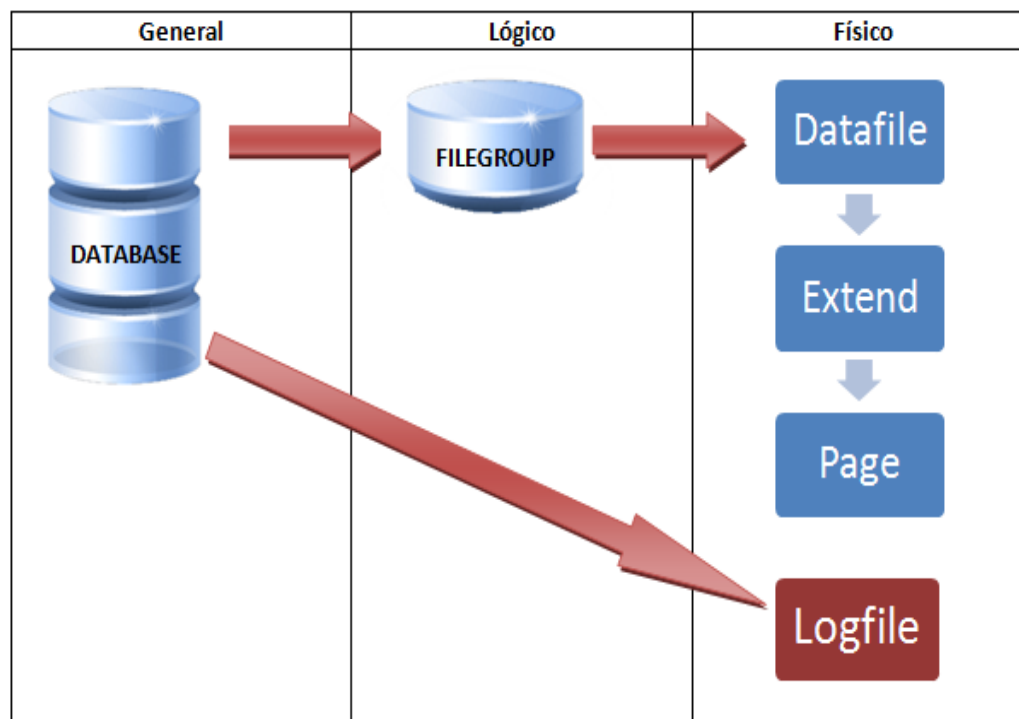 General
Lógico
Físico
DATABASE
FILEGROUP
Datafile
Extend
Page
Logfile